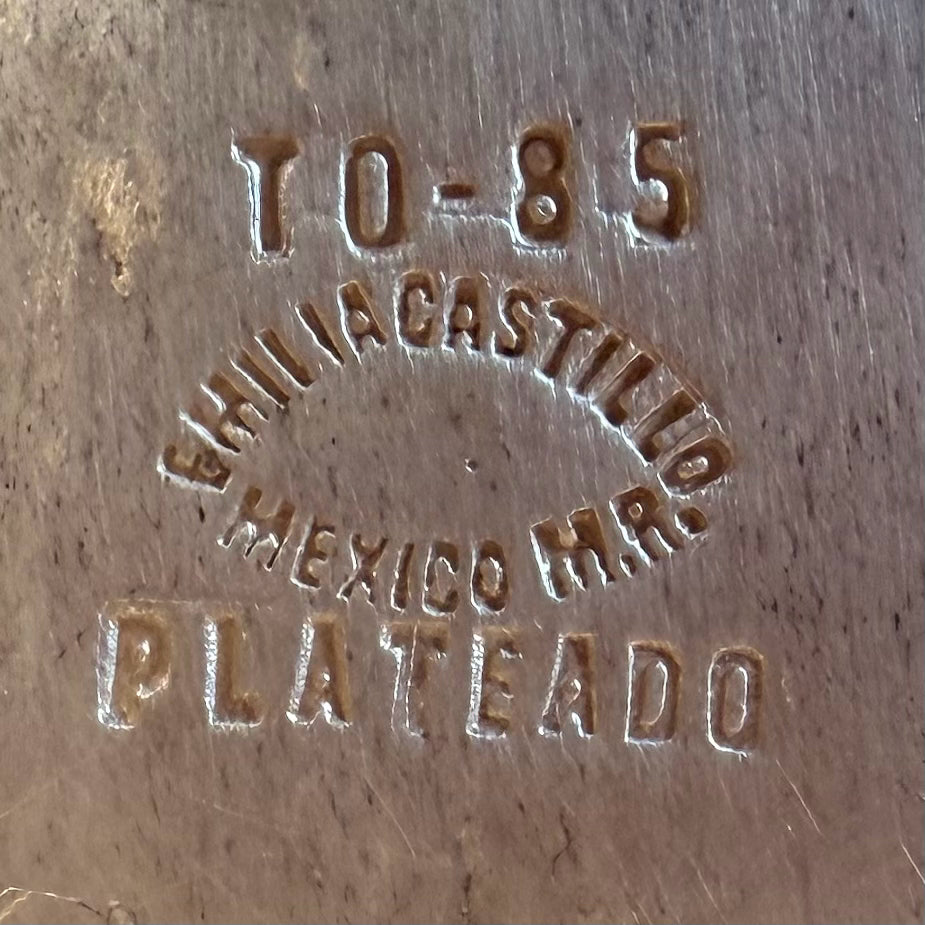 TO-85
EMILIA CASTILLO
MEXICO M.R.
PLATEADO